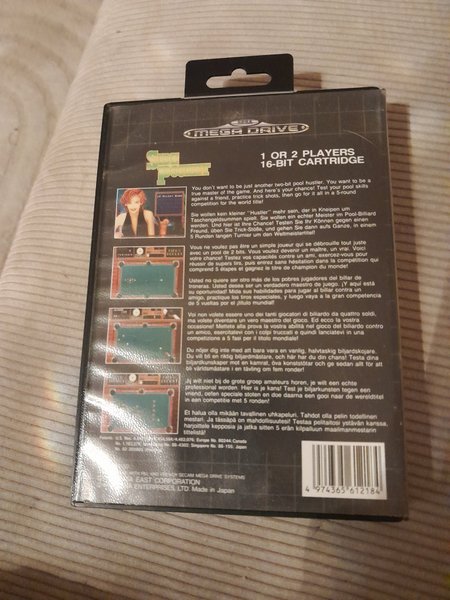 SEGA
MEGA DRIVE
Side
Pocket
1 OR 2 PLAYERS
16-BIT CARTRIDGE
You don't want to be just another two-bit pool hustler. You want to be
a true master of the game. And here's your chance! Test your pool skills
against a friend, practice trick shots, then go for it all in a 5-round
competition for the world title!
Sie wollen kein kleiner "Hustler" mehr sein, der in Kneipen um
Taschengeldsummen spielt. Sie wollen ein echter Meister im Pool-Billiard
werden. Und hier ist Ihre Chance! Testen Sie Ihr Können gegen einen
Freund, üben Sie Trick-Stöße, und gehen Sie dann aufs Ganze, in einem
5 Runden langen Turnier um den Weltmeistertitel!
Vous ne voulez pas être un simple joueur qui se débrouille tout juste
avec un pool de 2 bits. Vous voulez devenir un maître, un vrai. Voici
votre chance! Testez vos capacités contre un ami, exercez-vous pour
réussir de supers tirs, puis entrez sans hésitation dans la compétition qui
comprend 5 étapes et gagnez le titre de champion du monde!
Usted no quiere ser otro más de los pobres jugadores del billar de
troneras. Usted desea ser un verdadero maestro de juego. ¡Y aquí está
su oportunidad! Mida sus habilidades para jugar al billar contra un
amigo, practique los tiros especiales, y luego vaya a la gran competencia
de 5 vueltas por el título mundial!
Voi non volete essere uno dei tanti giocatori di biliardo da quattro soldi,
ma volete diventare un vero maestro del gioco. Ed ecco la vostra
occasione! Mettete alla prova la vostra abilità nel gioco del biliardo contro
un amico, esercitatevi con i colpi truccati e quindi lanciatevi in una
competizione a 5 fasi per il titolo mondiale!
Du nöjer dig inte med att bara vara en vanlig, halvtaskig biljardskojare.
Du vill bli en riktig biljardmästare, och här har du din chans! Testa dina
biljardkunskaper mot en kamrat, öva konststötar och ge sedan allt för att
bli världsmästare i en tävling om fem ronder!
Jij wilt niet bij de grote groep amateurs horen, je wilt een echte
professional worden. Hier is je kans! Test je biljartkunsten tegen een
vriend, oefen speciale stoten en doe daarna een gooi naar de wereldtitel
in een competitie met 5 ronden!
Et halua olla mikään tavallinen uhkapeluri. Tahdot olla pelin todellinen
mestari. Ja tässäpä on mahdollisuutesi! Testaa pelitaitosi ystävän kanssa,
harjoittele kepposia ja jatka sitten 5 erän kilpailuun maailmanmestarin
tittelistä!
Patents: U.S. Nos.
Europe No. 80244; Canada
Made in Japan
EAST CORPORATION
ENTERPRISES, LTD.
4 974365 612184